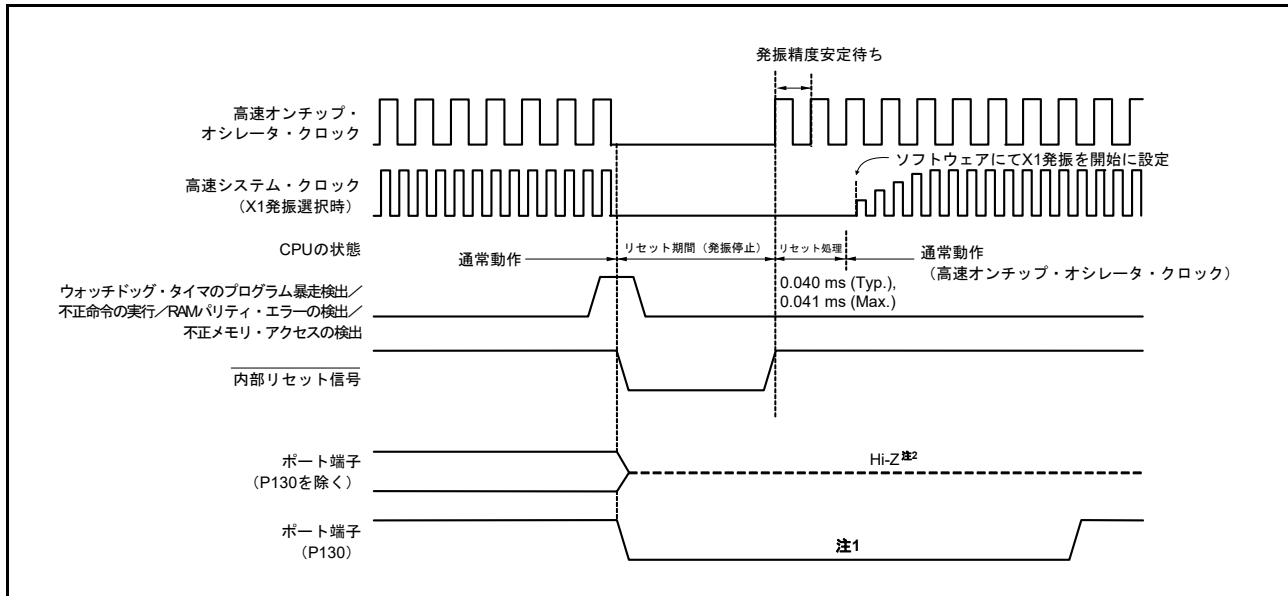 発振精度安定待ち
高速オンチップ・
オシレータ・クロック
ソフトウェアにてX1発振を開始に設定
高速システム・クロック
(X1発振選択時)
CPUの状態
通常動作
リセット期間（発振停止）
リセット処理
通常動作
（高速オンチップ・オシレータ・クロック）
0.040 ms (Typ.),
0.041 ms (Max.)
ウォッチドッグ・タイマのプログラム暴走検出／
不正命令の実行／RAMパリティ・エラーの検出／
不正メモリ・アクセスの検出
内部リセット信号
ポート端子
（P130を除く）
Hi-Z注2
ポート端子
（P130）
注1